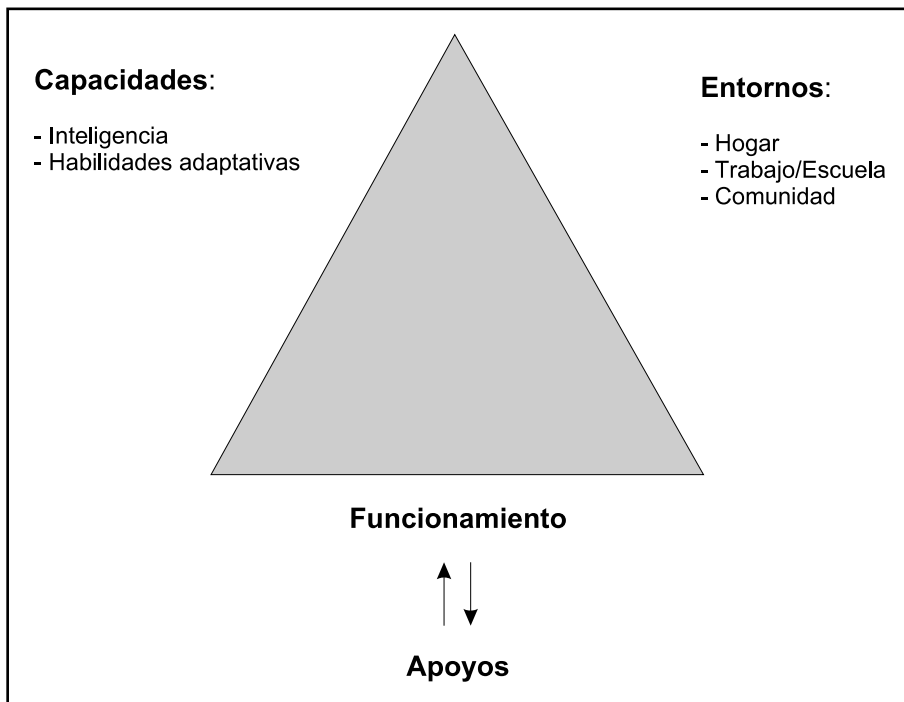 Capacidades:
- Inteligencia
- Habilidades adaptativas
Entornos:
- Hogar
- Trabajo/Escuela
- Comunidad
Funcionamiento
Apoyos